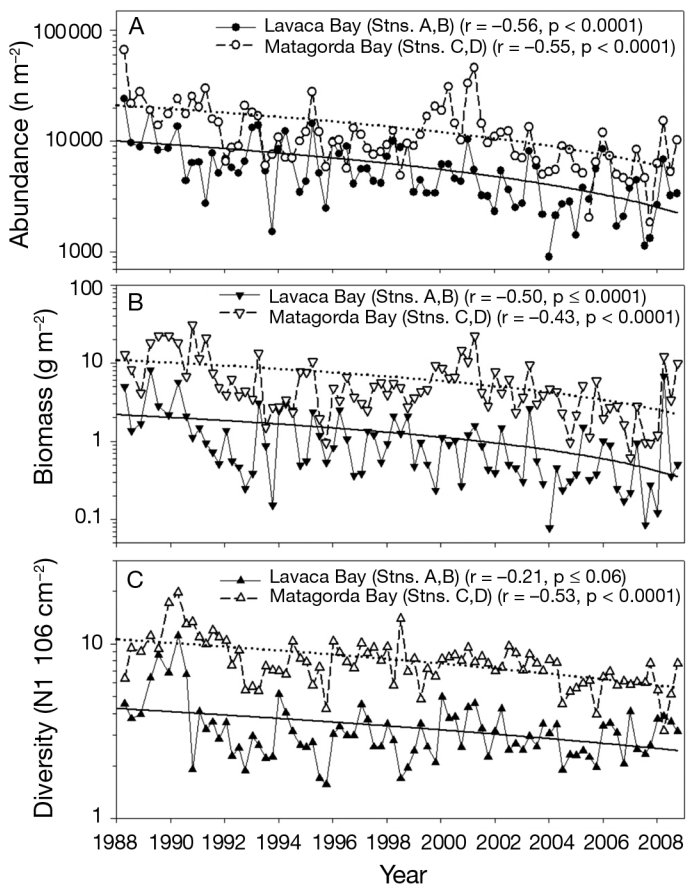 A
Lavaca Bay (Stns. A,B) (r = –0.56, p < 0.0001)
Matagorda Bay (Stns. C,D) (r = –0.55, p < 0.0001)
100000
10000
1000
Abundance (n m–2)
B
Lavaca Bay (Stns. A,B) (r = –0.50, p ≤ 0.0001)
Matagorda Bay (Stns. C,D) (r = –0.43, p < 0.0001)
100
10
1
0.1
Biomass (g m–2)
C
Lavaca Bay (Stns. A,B) (r = –0.21, p ≤ 0.06)
Matagorda Bay (Stns. C,D) (r = –0.53, p < 0.0001)
10
1
Diversity (N1 106 cm–2)
1988 1990 1992 1994 1996 1998 2000 2002 2004 2006 2008
Year